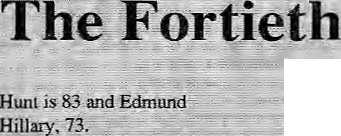 The Fortieth
Hunt is 83 and Edmund
Hillary, 73.